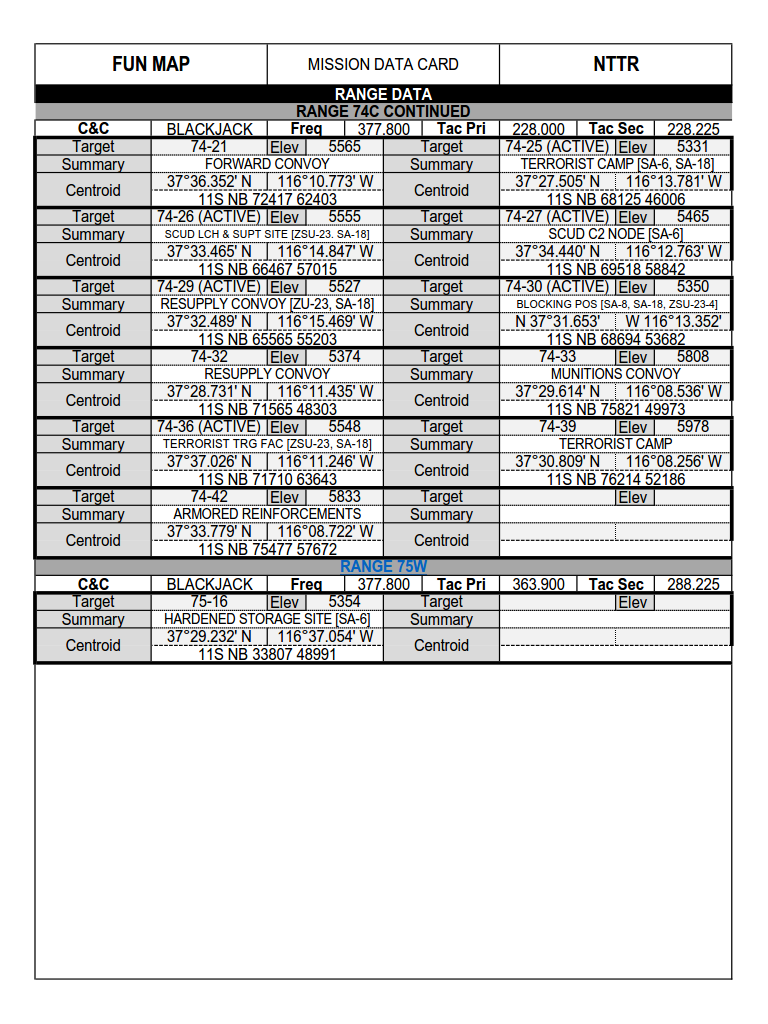 FUN MAP MISSION DATA CARD NTTR
RANGE DATA
RANGE 74C CONTINUED
C&C BLACKJACK Freq 377.800 Tac Pri 228.000 Tac Sec 228.225
Target 74-21 Elev 5565 Target 74-25 (ACTIVE) Elev 5331
Summary FORWARD CONVOY Summary TERRORIST CAMP [SA-6, SA-18]
Centroid 37°36.352' N 116°10.773' W Centroid 37°27.505' N 116°13.781' W
11S NB 72417 62403 11S NB 68125 46006
Target 74-26 (ACTIVE) Elev 5555 Target 74-27 (ACTIVE) Elev 5465
Summary SCUD LCH & SUPT SITE [ZSU-23. SA-18] Summary SCUD C2 NODE [SA-6]
Centroid 37°33.465' N 116°14.847' W Centroid 37°34.440' N 116°12.763' W
11S NB 66467 57015 11S NB 69518 58842
Target 74-29 (ACTIVE) Elev 5527 Target 74-30 (ACTIVE) Elev 5350
Summary RESUPPLY CONVOY [ZU-23, SA-18] Summary BLOCKING POS [SA-8, SA-18, ZSU-23-4]
Centroid 37°32.489' N 116°15.469' W Centroid N 37°31.653' W 116°13.352'
11S NB 65565 55203 11S NB 68694 53682
Target 74-32 Elev 5374 Target 74-33 Elev 5808
Summary RESUPPLY CONVOY Summary MUNITIONS CONVOY
Centroid 37°28.731' N 116°11.435' W Centroid 37°29.614' N 116°08.536' W
11S NB 71565 48303 11S NB 75821 49973
Target 74-36 (ACTIVE) Elev 5548 Target 74-39 Elev 5978
Summary TERRORIST TRG FAC [ZSU-23, SA-18] Summary TERRORIST CAMP
Centroid 37°37.026' N 116°11.246' W Centroid 37°30.809' N 116°08.256' W
11S NB 71710 63643 11S NB 76214 52186
Target 74-42 Elev 5833 Target Elev
Summary ARMORED REINFORCEMENTS Summary
Centroid 37°33.779' N 116°08.722' W Centroid
11S NB 75477 57672
RANGE 75W
C&C BLACKJACK Freq 377.800 Tac Pri 363.900 Tac Sec 288.225
Target 75-16 Elev 5354 Target Elev
Summary HARDENED STORAGE SITE [SA-6] Summary
Centroid 37°29.232' N 116°37.054' W Centroid
11S NB 33807 48991